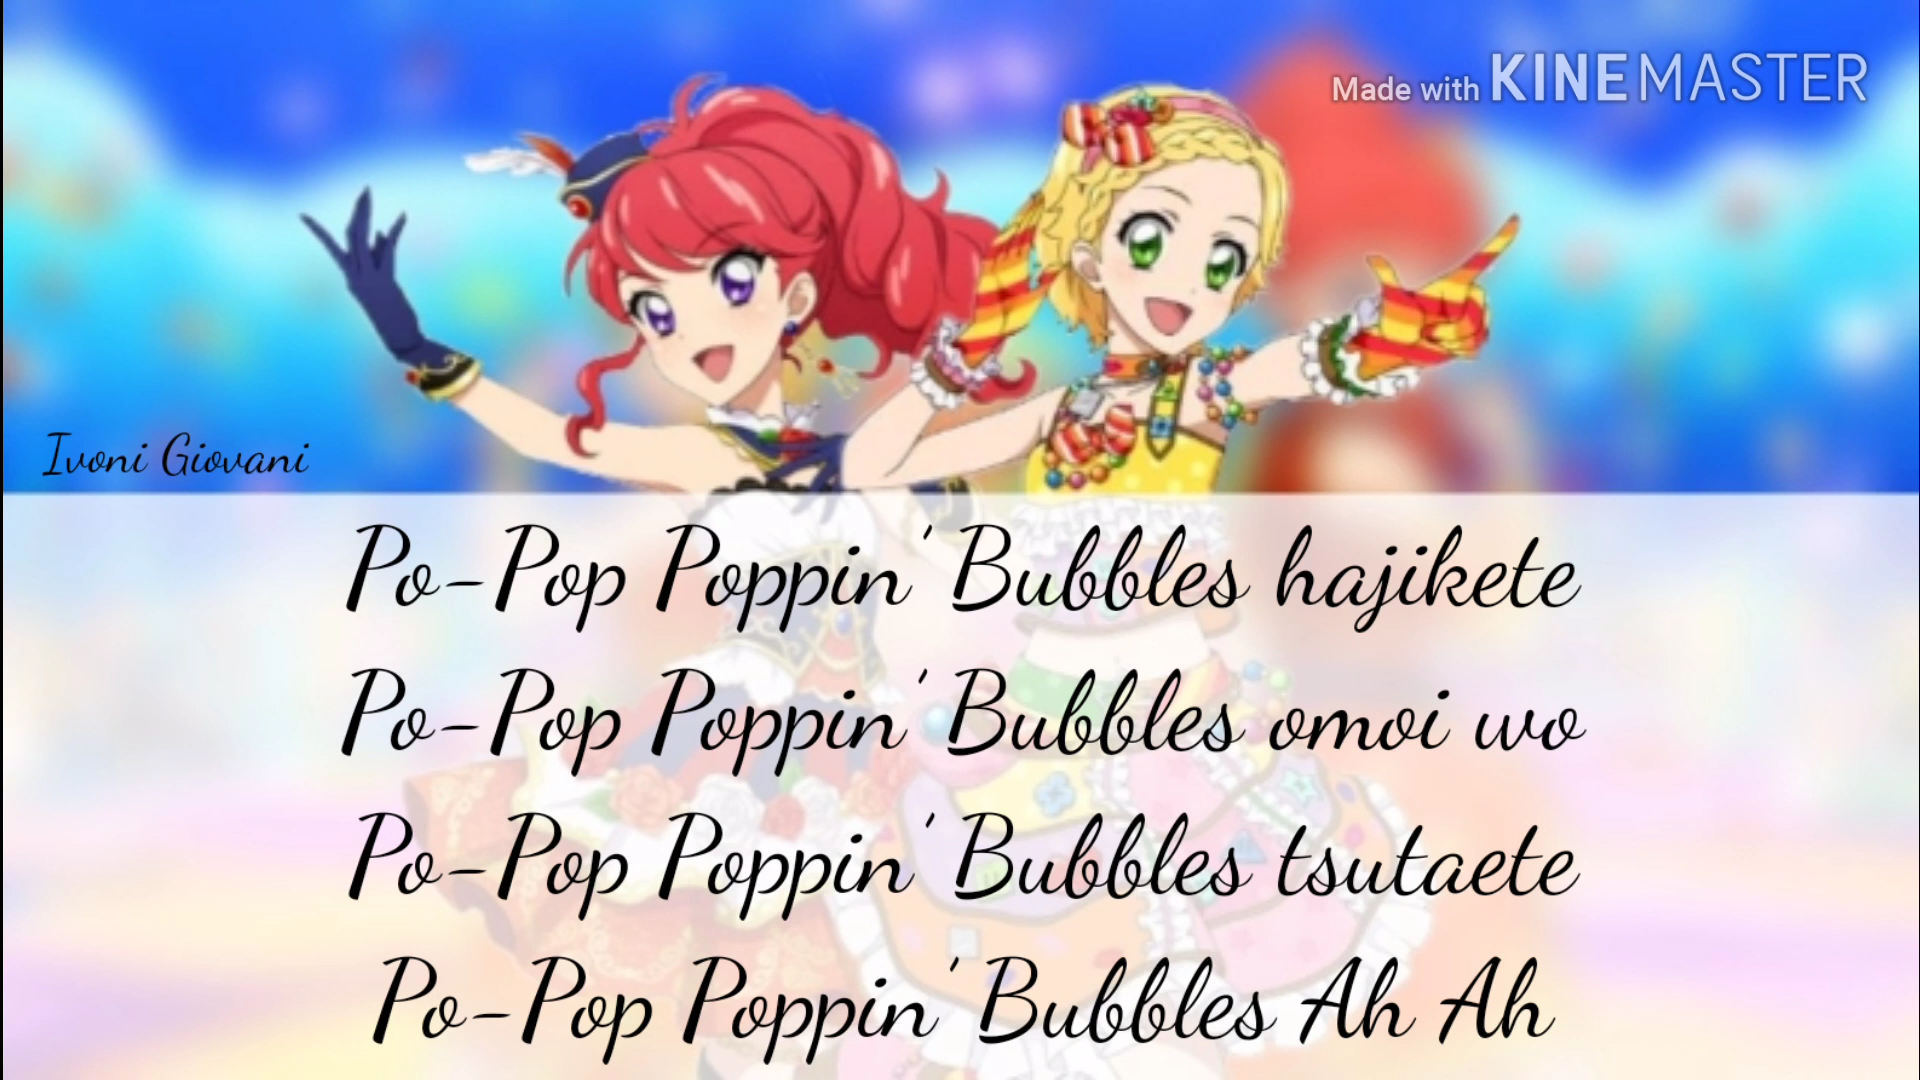 Made with KINEMASTER
Ivoni Giovani
Po-Pop Poppin' Bubbles hajikete
Po-Pop Poppin' Bubbles omoi wo
Po-Pop Poppin' Bubbles tsutaete
Po-Pop Poppin' Bubbles Ah Ah